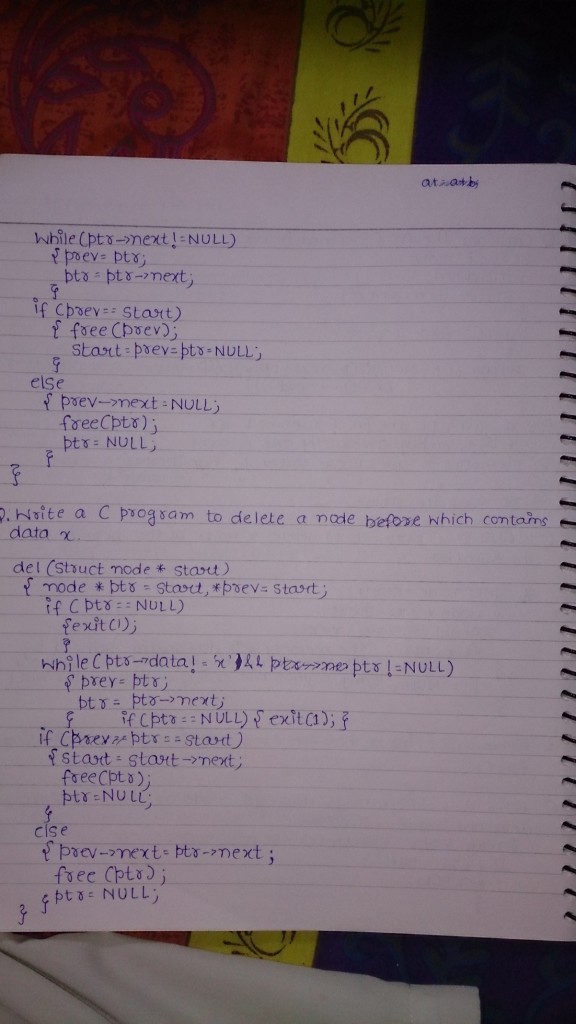 while(ptr->next!=NULL)
{ prev= ptr;
ptr = ptr->next;
}
if (prev== start)
{ free(prev);
start=prev=ptr=NULL;
}
else
{ prev->next=NULL;
free(ptr);
ptr= NULL;
}
}
Q. Write a C program to delete a node before which contains
data x.
del (struct node * start)
{ node * ptr = start, *prev= start;
if (ptr==NULL)
{exit(1);
}
while(ptr->data!='x')&& ptr!=NULL)
{ prev= ptr;
ptr= ptr->next;
} if(ptr==NULL){ exit(1);}
if (ptr==start)
{start= start->next;
free(ptr);
ptr=NULL;
}
else
{ prev->next= ptr->next;
free (ptr);
} ptr= NULL;
}